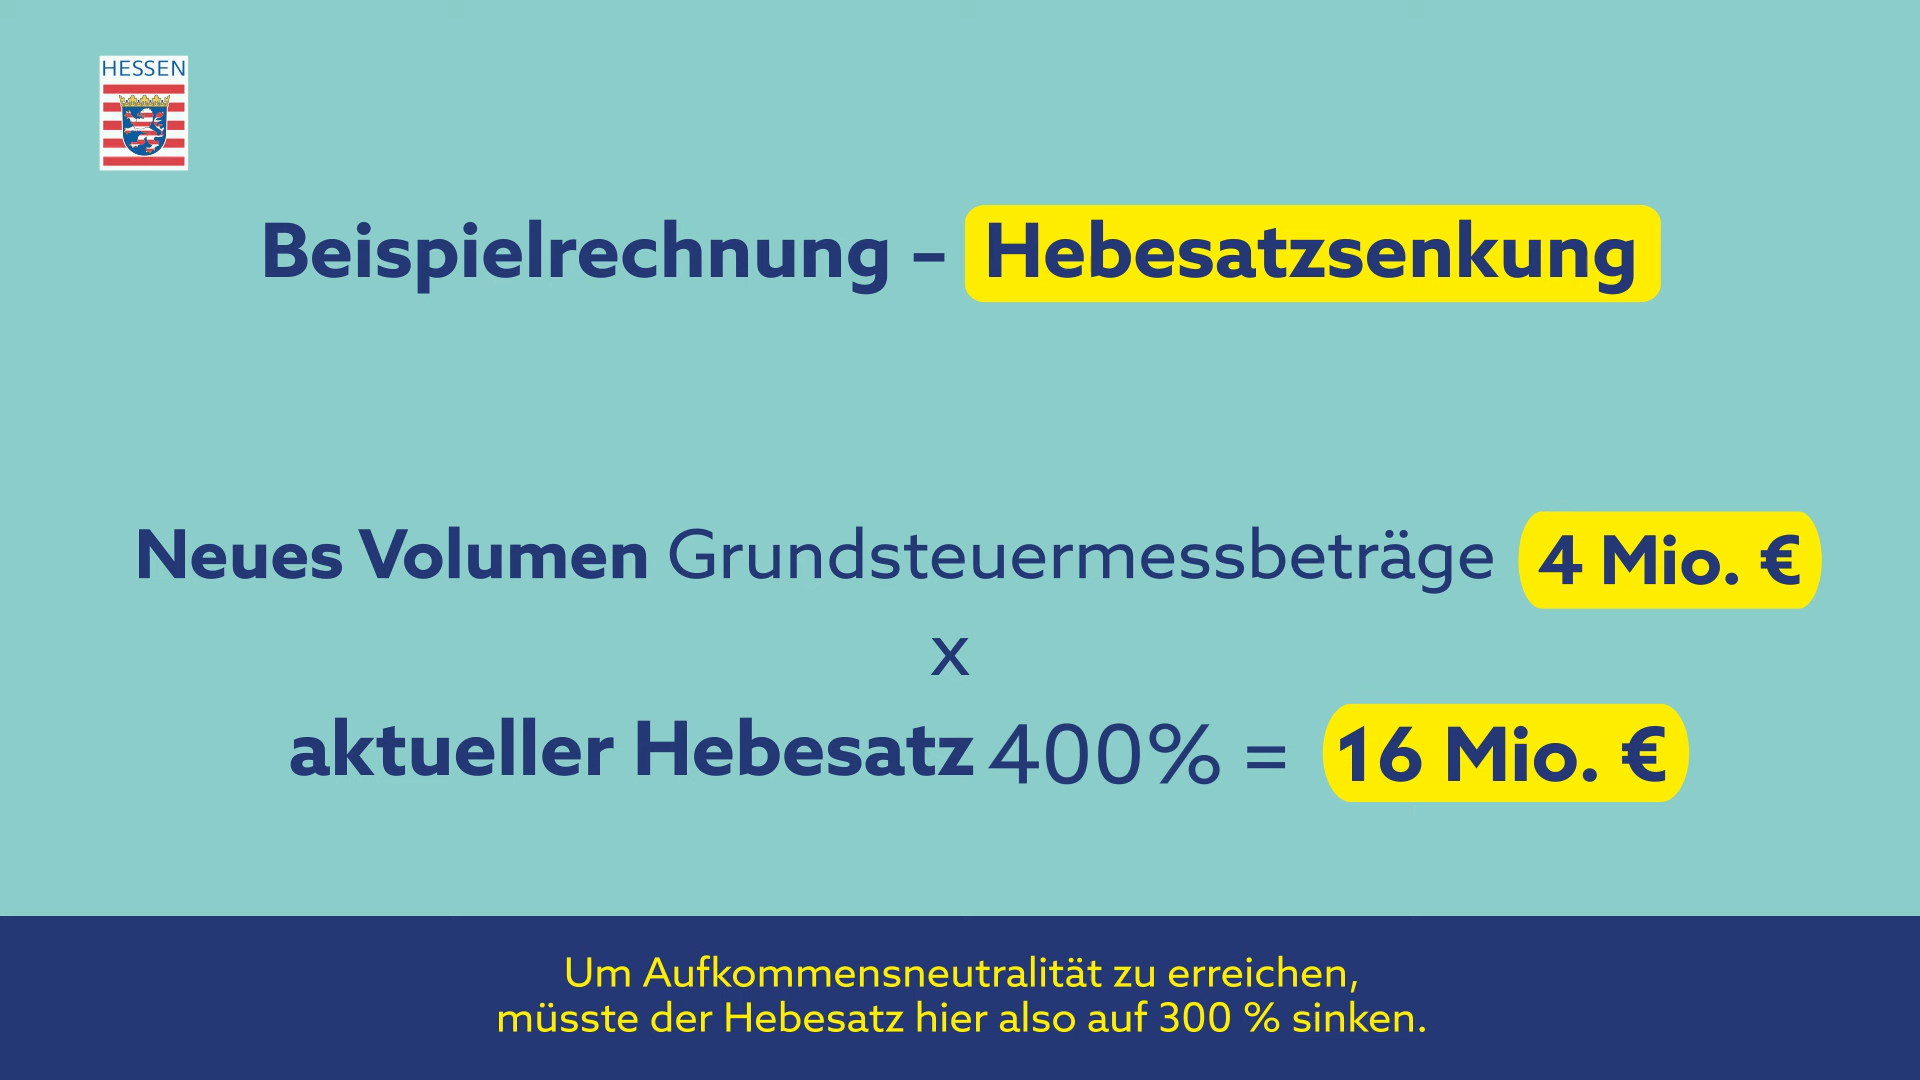 HESSEN
Beispielrechnung – Hebesatzsenkung
Neues Volumen Grundsteuermessbeträge 4 Mio. €
x
aktueller Hebesatz 400% = 16 Mio. €
Um Aufkommensneutralität zu erreichen,
müsste der Hebesatz hier also auf 300 % sinken.